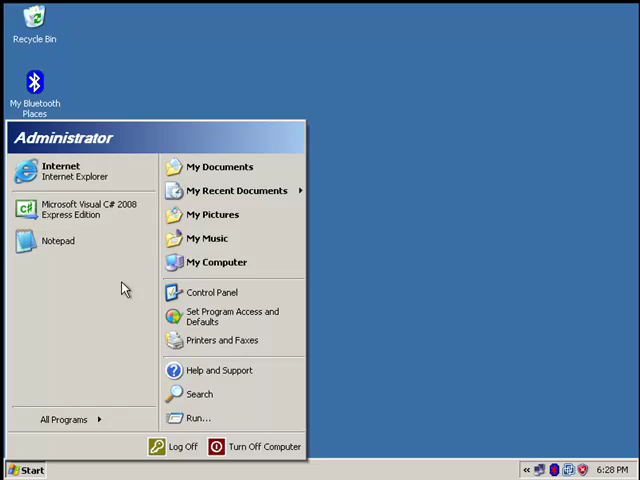 Recycle Bin
My Bluetooth
Places
Administrator
Internet
Internet Explorer
Microsoft Visual C# 2008
Express Edition
Notepad
All Programs
My Documents
My Recent Documents
My Pictures
My Music
My Computer
Control Panel
Set Program Access and
Defaults
Printers and Faxes
Help and Support
Search
Run...
Log Off
Turn Off Computer
Start
6:28 PM